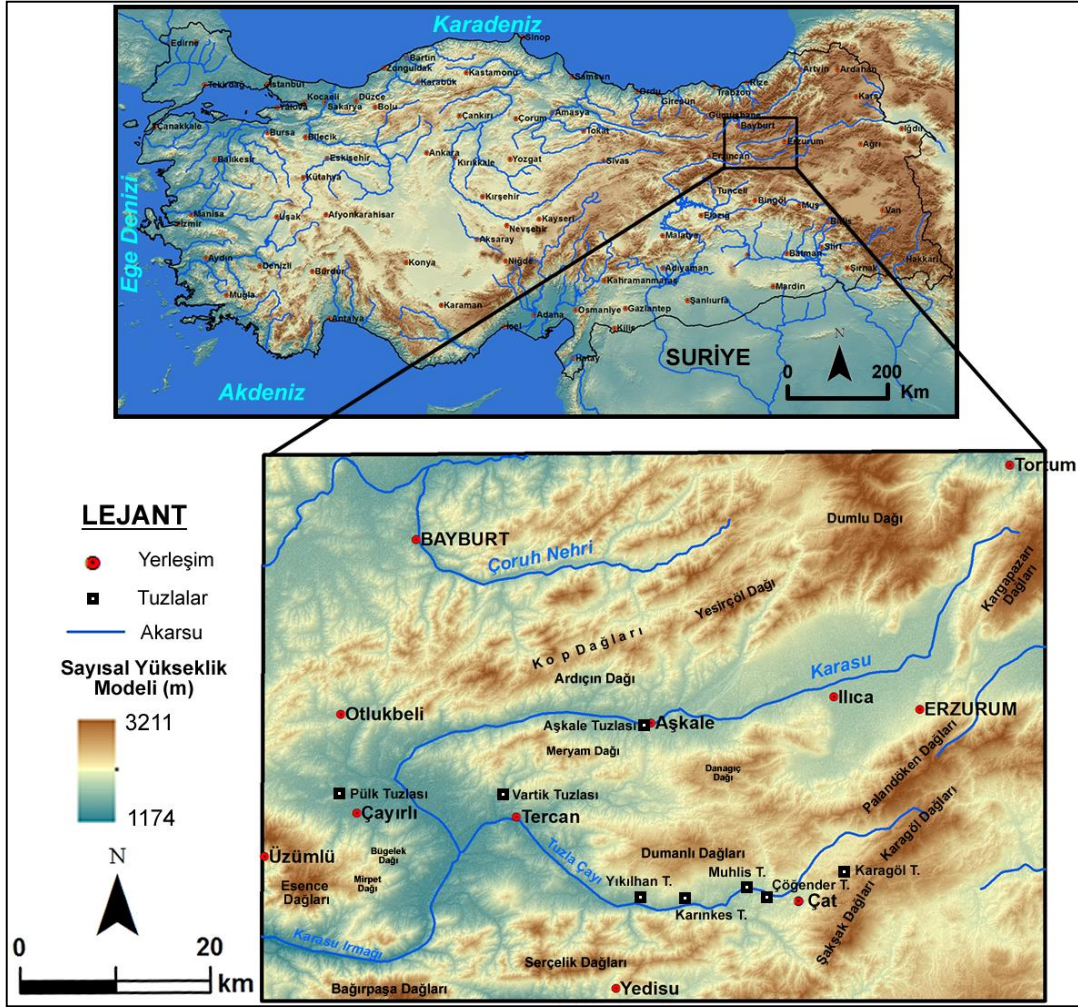 Karadeniz
Sinop
Edirne
Bartın
Zonguldak
Kastamonu
Karabük
Samsun
Artvin
Ardahan
Rize
Trabzon
Ordu
Giresun
Tekirdağ
İstanbul
Kocaeli
Düzce
Yalova
Sakarya
Bolu
Çankırı
Çorum
Amasya
Tokat
Gümüşhane
Bayburt
Kars
Iğdır
Çanakkale
Bursa
Bilecik
Eskişehir
Ankara
Kırıkkale
Yozgat
Sivas
Erzincan
Erzurum
Ağrı
Balıkesir
Kütahya
Kırşehir
Tunceli
Bingöl
Muş
Elazığ
Bitlis
Van
Manisa
İzmir
Uşak
Afyonkarahisar
Kayseri
Nevşehir
Aksaray
Malatya
Siirt
Batman
Hakkari
Şırnak
Aydın
Denizli
Burdur
Konya
Niğde
Adıyaman
Kahramanmaraş
Mardin
Şanlıurfa
Muğla
Antalya
Karaman
İçel
Adana
Osmaniye
Gaziantep
Kilis
Hatay
Ege Denizi
Akdeniz
SURİYE
N
0 200
Km
LEJANT
Yerleşim
Tuzlalar
Akarsu
Sayısal Yükseklik
Modeli (m)
3211
1174
N
0 20
km
Tortum
Dumlu Dağı
BAYBURT
Çoruh Nehri
Kargapazarı
Dağları
Yesirçöl Dağı
Kop Dağları
Ardıçın Dağı
Karasu
Ilıca
ERZURUM
Otlukbeli
Aşkale Tuzlası
Aşkale
Meryam Dağı
Danagıç
Dağı
Palandöken Dağları
Pülk Tuzlası
Vartik Tuzlası
Çayırlı
Tercan
Karagöl Dağları
Üzümlü
Bügelek
Dağı
Mirpet
Dağı
Esence
Dağları
Tuzla Çayı
Dumanlı Dağları
Muhlis T.
Yıkılhan T.
Karınkes T.
Çöğender T.
Karagöl T.
Çat
Şakşak Dağları
Karasu Irmağı
Serçelik Dağları
Bağırpaşa Dağları
Yedisu